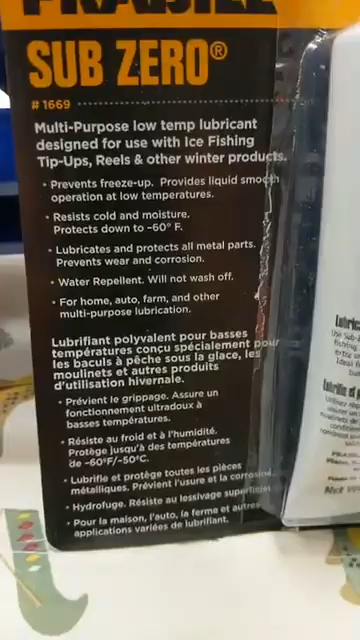 FRABILL
SUB ZERO®
# 1669
Multi-Purpose low temp lubricant
designed for use with Ice Fishing
Tip-Ups, Reels & other winter products.
• Prevents freeze-up. Provides liquid smooth
operation at low temperatures.
• Resists cold and moisture.
Protects down to -60° F.
• Lubricates and protects all metal parts.
Prevents wear and corrosion.
• Water Repellent. Will not wash off.
• For home, auto, farm, and other
multi-purpose lubrication.
Lubrifiant polyvalent pour basses
températures conçu spécialement pour
les baculs à pêche sous la glace, les
moulinets et autres produits
d'utilisation hivernale.
• Prévient le grippage. Assure un
fonctionnement ultradoux à
basses températures.
• Résiste au froid et à l'humidité.
Protège jusqu'à des températures
de -60°F/-50°C.
• Lubrifie et protège toutes les pièces
métalliques. Prévient l'usure et la corrosion.
• Hydrofuge. Résiste au lessivage superficiel.
• Pour la maison, l'auto, la ferme et autres
applications variées de lubrifiant.